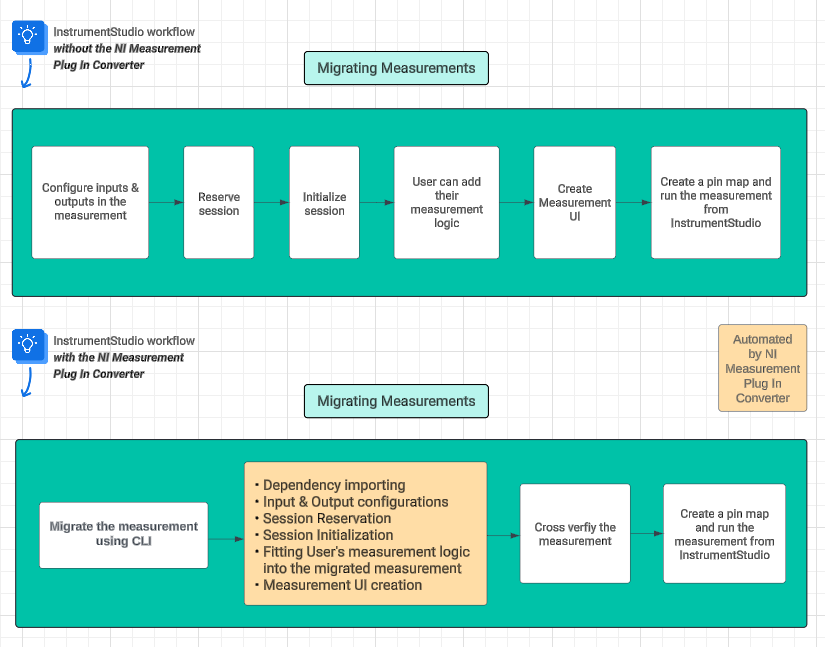 InstrumentStudio workflow
without the NI Measurement
Plug In Converter
Migrating Measurements
Configure inputs &
outputs in the
measurement
Reserve
session
Initialize
session
User can add
their
measurement
logic
Create
Measurement
UI
Create a pin map and
run the measurement
from
InstrumentStudio
InstrumentStudio workflow
with the NI Measurement
Plug In Converter
Automated
by NI
Measurement
Plug In
Converter
Migrating Measurements
Migrate the measurement
using CLI
• Dependency importing
• Input & Output configurations
• Session Reservation
• Session Initialization
• Fitting User's measurement logic
into the migrated measurement
• Measurement UI creation
Cross verfiy the
measurement
Create a pin map
and run the
measurement from
InstrumentStudio